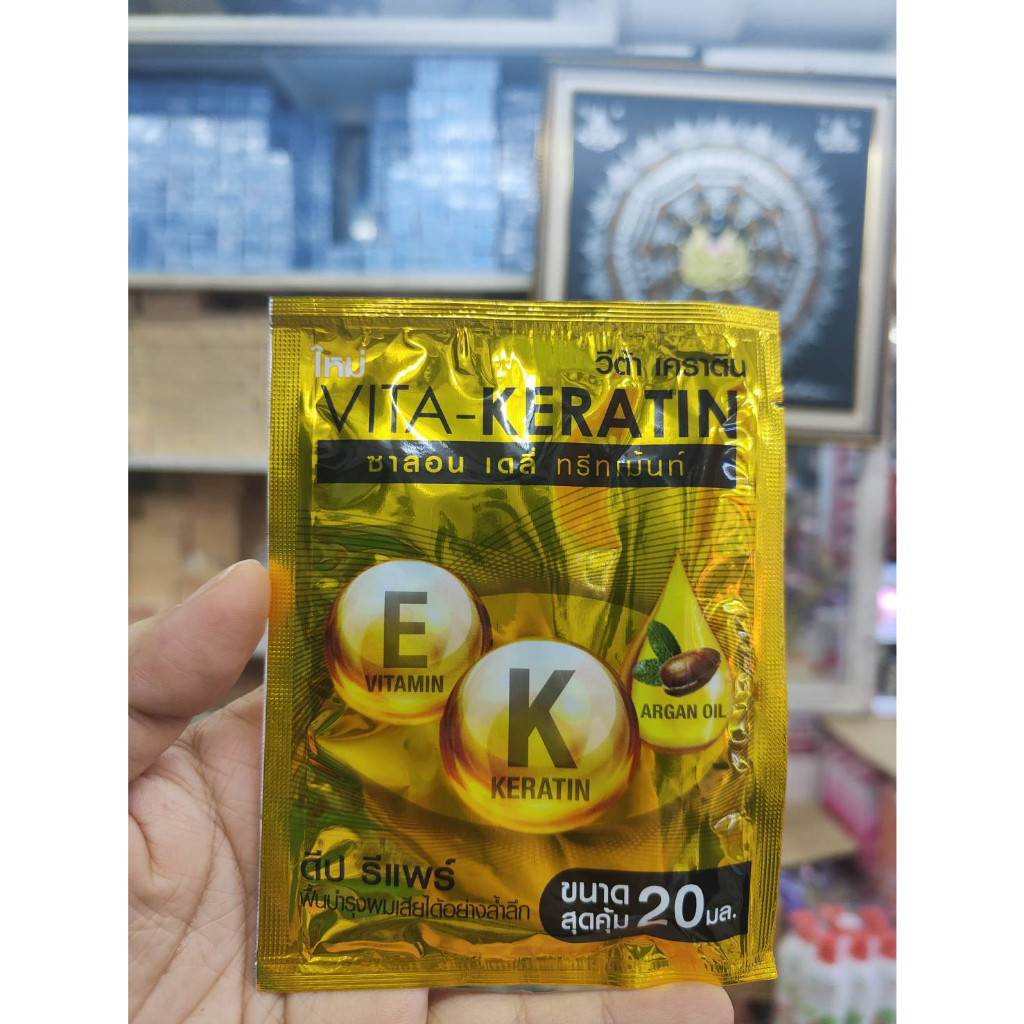 ใหม่
วีต้า เคราติน
VITA-KERATIN
ซาลอน เดลี่ ทรีทเม้นท์
E
VITAMIN
K
KERATIN
ARGAN OIL
ดีป รีแพร์
ฟื้นบำรุงผมเสียได้อย่างล้ำลึก
ขนาด
สุดคุ้ม 20 มล.